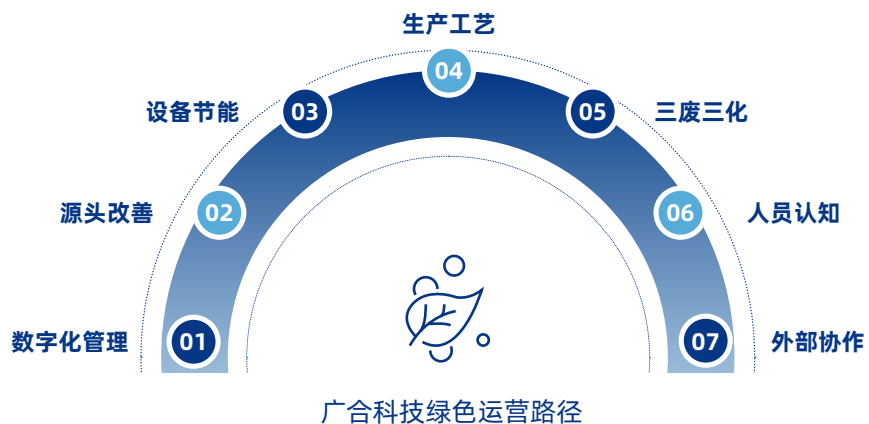 01 数字化管理
02 源头改善
03 设备节能
04 生产工艺
05 三废三化
06 人员认知
07 外部协作
广合科技绿色运营路径